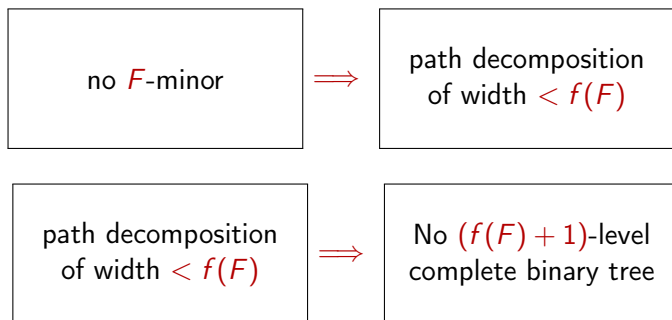 no F-minor
⟹
path decomposition
of width < f(F)
path decomposition
of width < f(F)
⟹
No (f(F) + 1)-level
complete binary tree